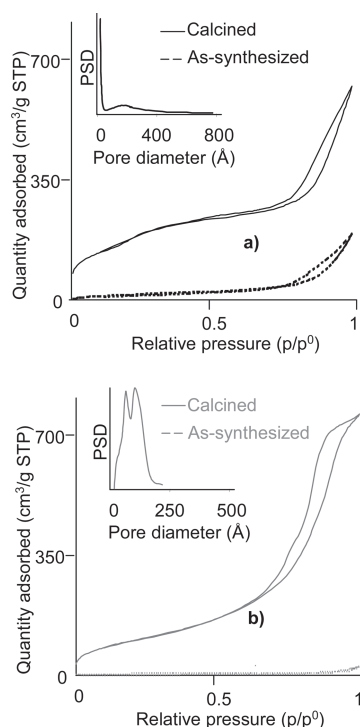 Calcined
As-synthesized
PSD
0 400 800
Pore diameter (Å)
Quantity adsorbed (cm³/g STP)
700
350
0
a)
0 0.5 1
Relative pressure (p/p⁰)
Calcined
As-synthesized
PSD
0 250 500
Pore diameter (Å)
Quantity adsorbed (cm³/g STP)
700
350
b)
0 0.5 1
Relative pressure (p/p⁰)